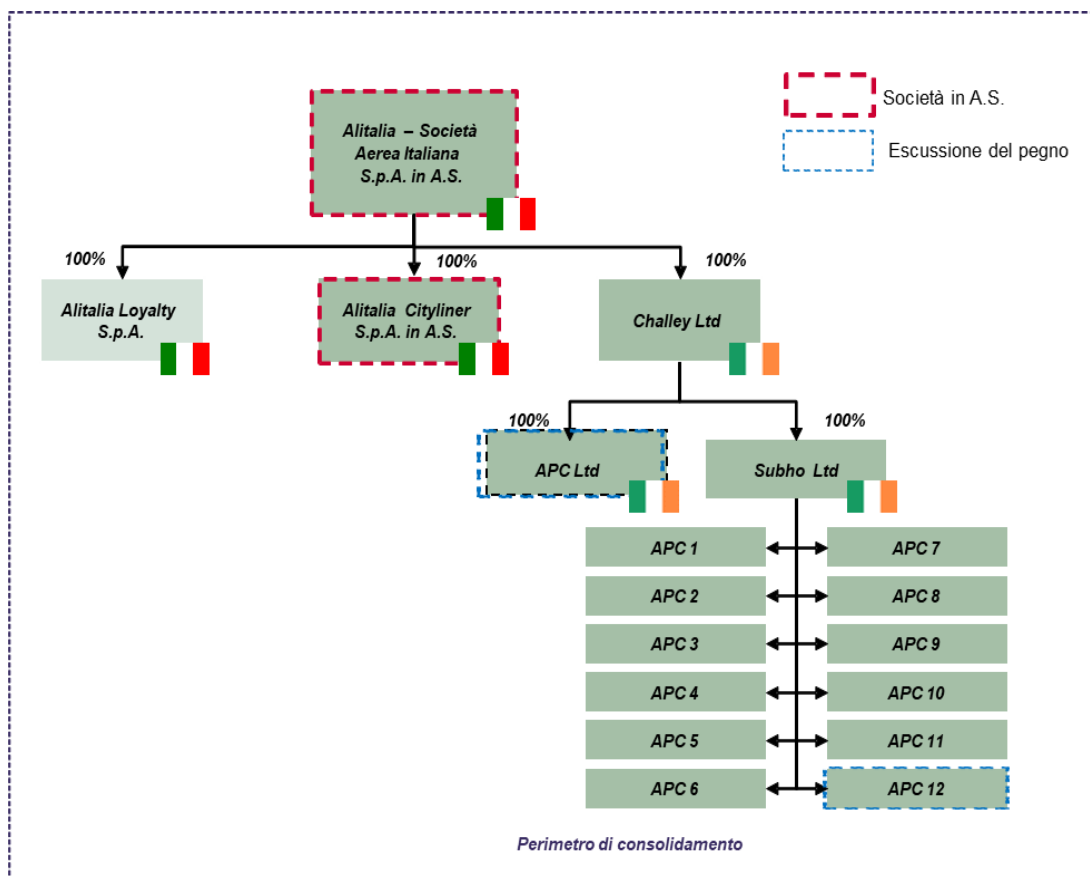 Società in A.S.
Escussione del pegno
Alitalia – Società
Aerea Italiana
S.p.A. in A.S.
100%
100%
100%
Alitalia Loyalty
S.p.A.
Alitalia Cityliner
S.p.A. in A.S.
Challey Ltd
100%
100%
APC Ltd
Subho Ltd
APC 1
APC 7
APC 2
APC 8
APC 3
APC 9
APC 4
APC 10
APC 5
APC 11
APC 6
APC 12
Perimetro di consolidamento